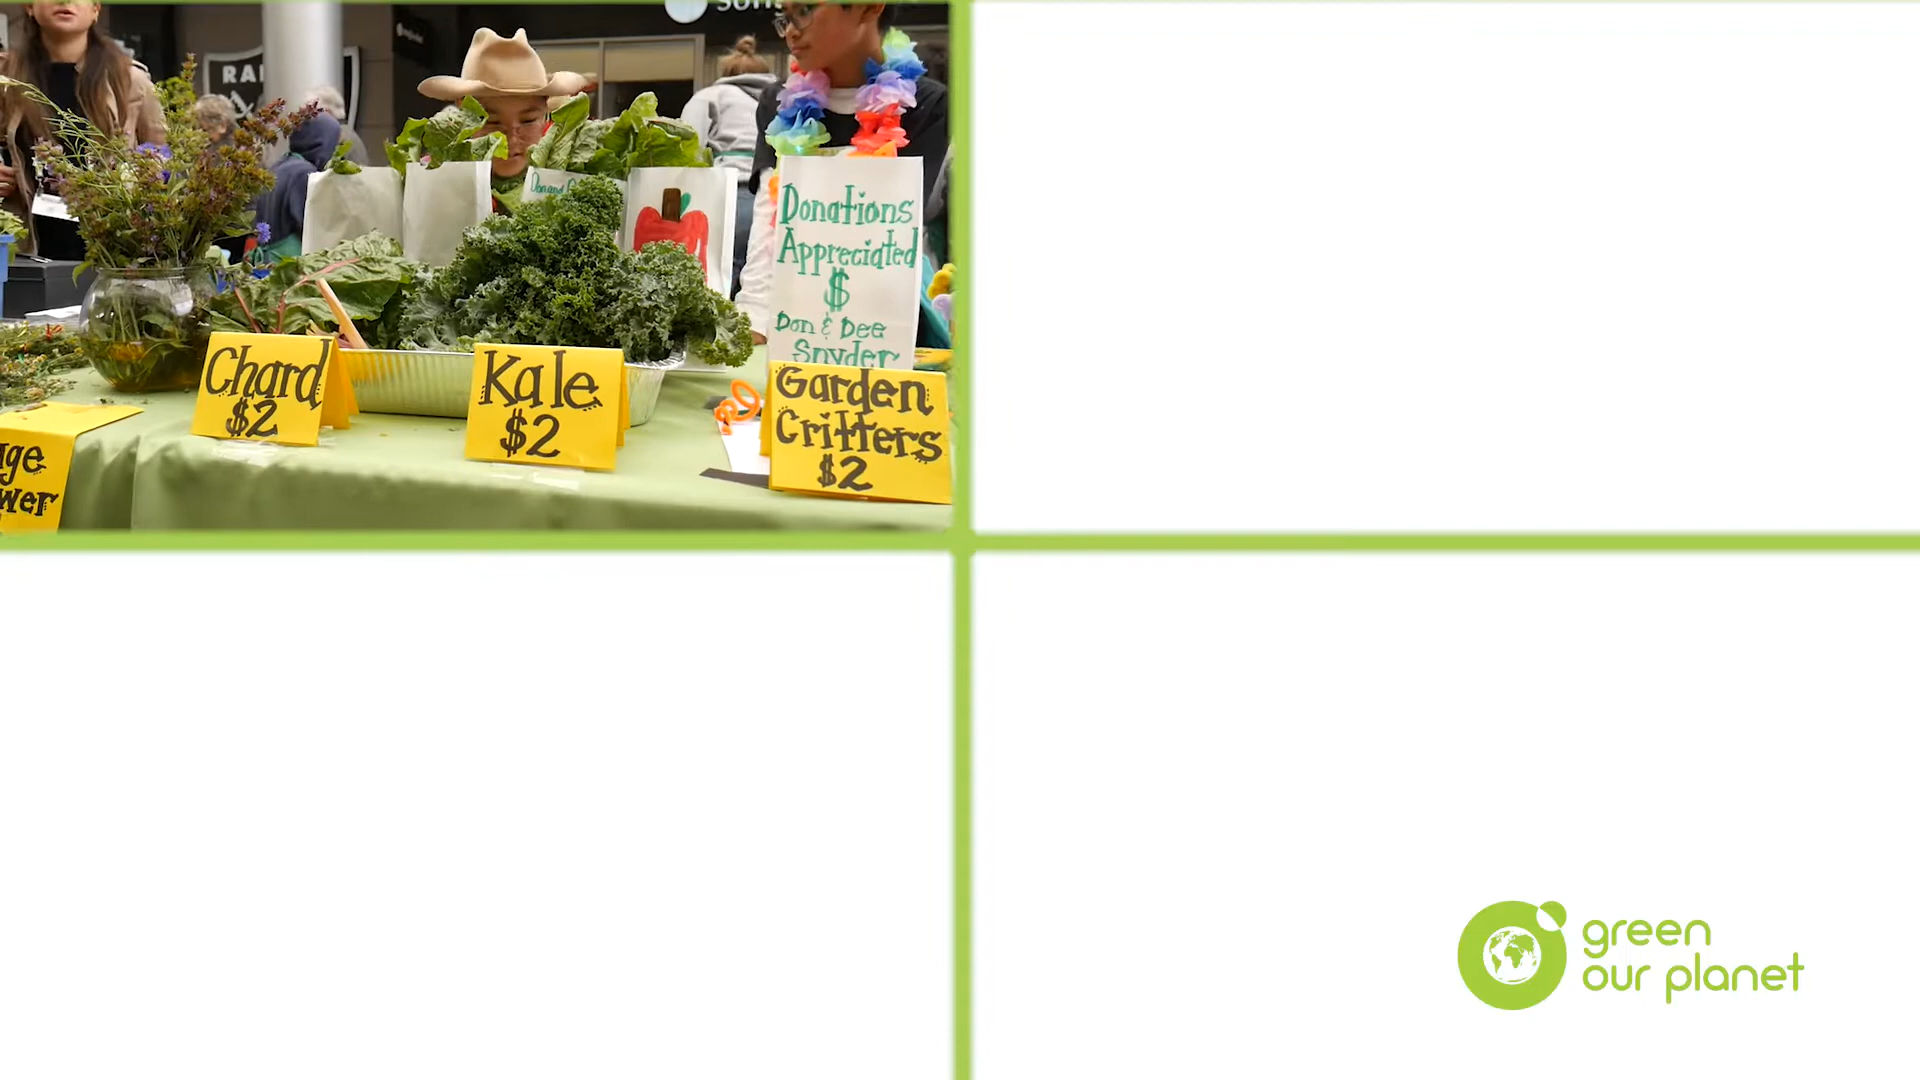 Donations
Appreciated
$
Don & Dee
Snyder
Chard
$2
Kale
$2
Garden
Critters
$2
green
our planet